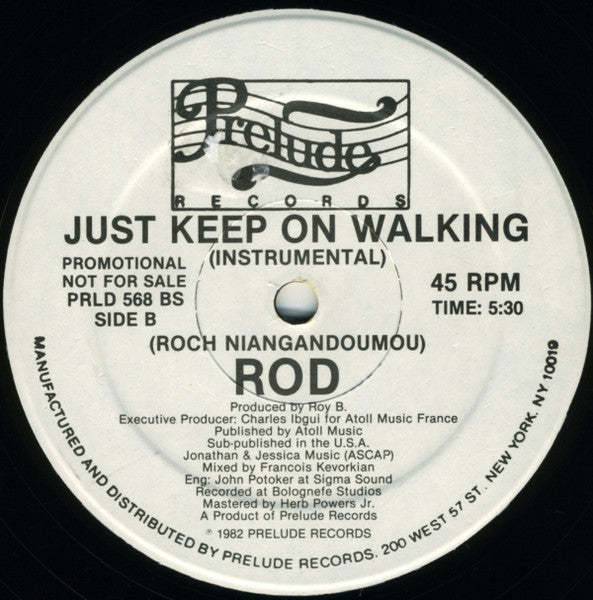 Prelude
RECORDS
JUST KEEP ON WALKING
(INSTRUMENTAL)
PROMOTIONAL
NOT FOR SALE
PRLD 568 BS
SIDE B
45 RPM
TIME: 5:30
(ROCH NIANGANDOUMOU)
ROD
Produced by Roy B.
Executive Producer: Charles Ibgui for Atoll Music France
Published by Atoll Music
Sub-published in the U.S.A.
Jonathan & Jessica Music (ASCAP)
Mixed by Francois Kevorkian
Eng: John Potoker at Sigma Sound
Recorded at Bolognefe Studios
Mastered by Herb Powers Jr.
A Product of Prelude Records
℗ 1982 PRELUDE RECORDS
MANUFACTURED AND DISTRIBUTED BY PRELUDE RECORDS. 200 WEST 57 ST., NEW YORK. NY 10019